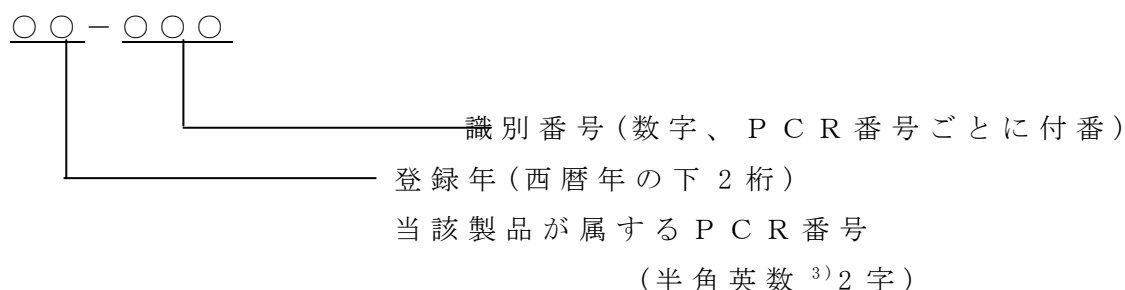 ○○－○○○
識別番号(数字、ＰＣＲ番号ごとに付番)
登録年(西暦年の下２桁)
当該製品が属するＰＣＲ番号
(半角英数³⁾2字)